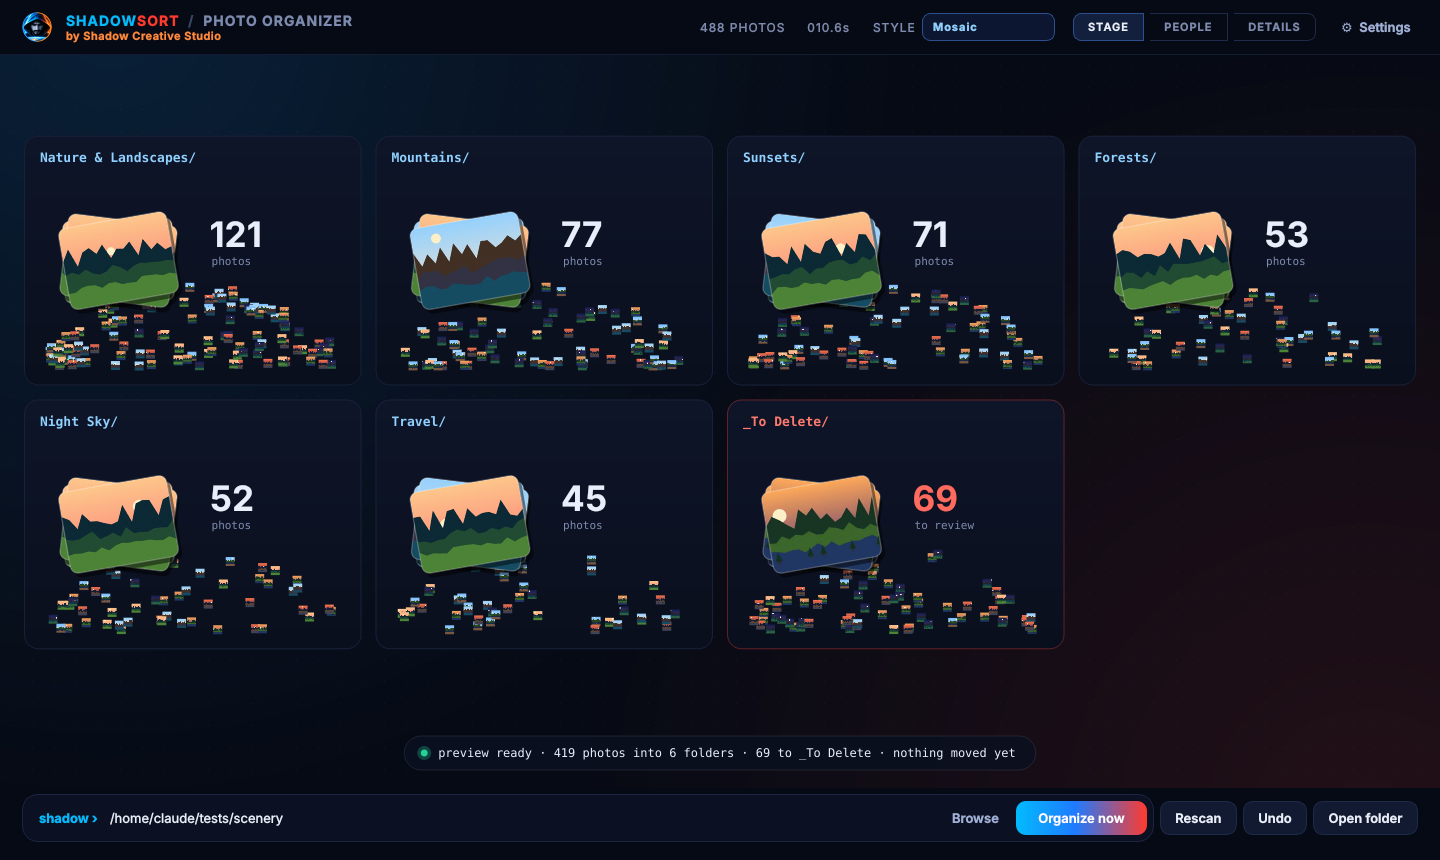 SHADOWSORT / PHOTO ORGANIZER
by Shadow Creative Studio
488 PHOTOS
010.6s
STYLE
Mosaic
STAGE
PEOPLE
DETAILS
⚙ Settings
Nature & Landscapes/
121
photos
Mountains/
77
photos
Sunsets/
71
photos
Forests/
53
photos
Night Sky/
52
photos
Travel/
45
photos
_To Delete/
69
to review
preview ready · 419 photos into 6 folders · 69 to _To Delete · nothing moved yet
shadow › /home/claude/tests/scenery
Browse
Organize now
Rescan
Undo
Open folder